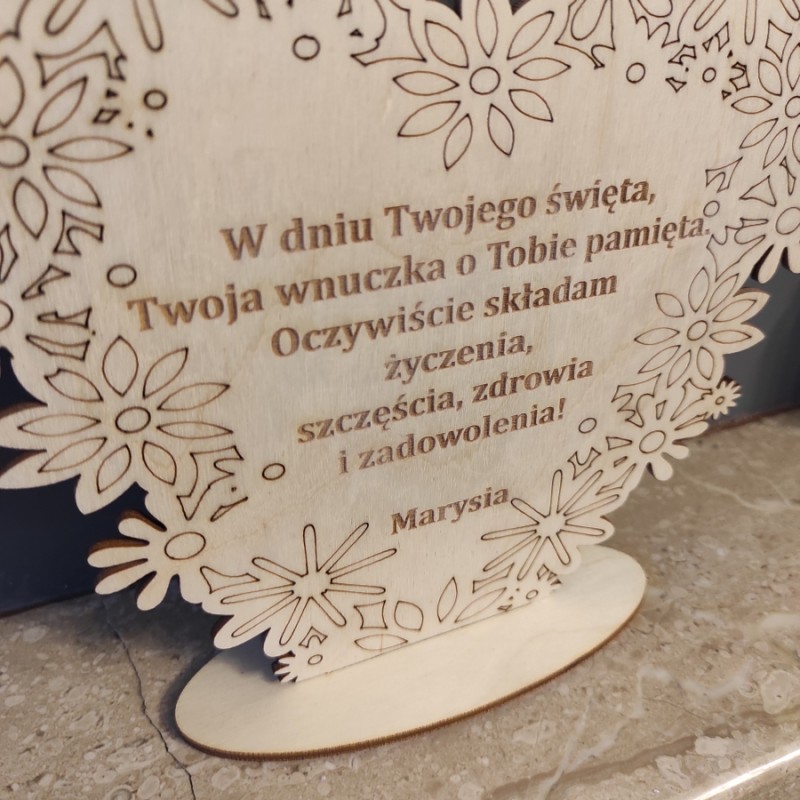 W dniu Twojego święta,
Twoja wnuczka o Tobie pamięta.
Oczywiście składam
życzenia,
szczęścia, zdrowia
i zadowolenia!
Marysia